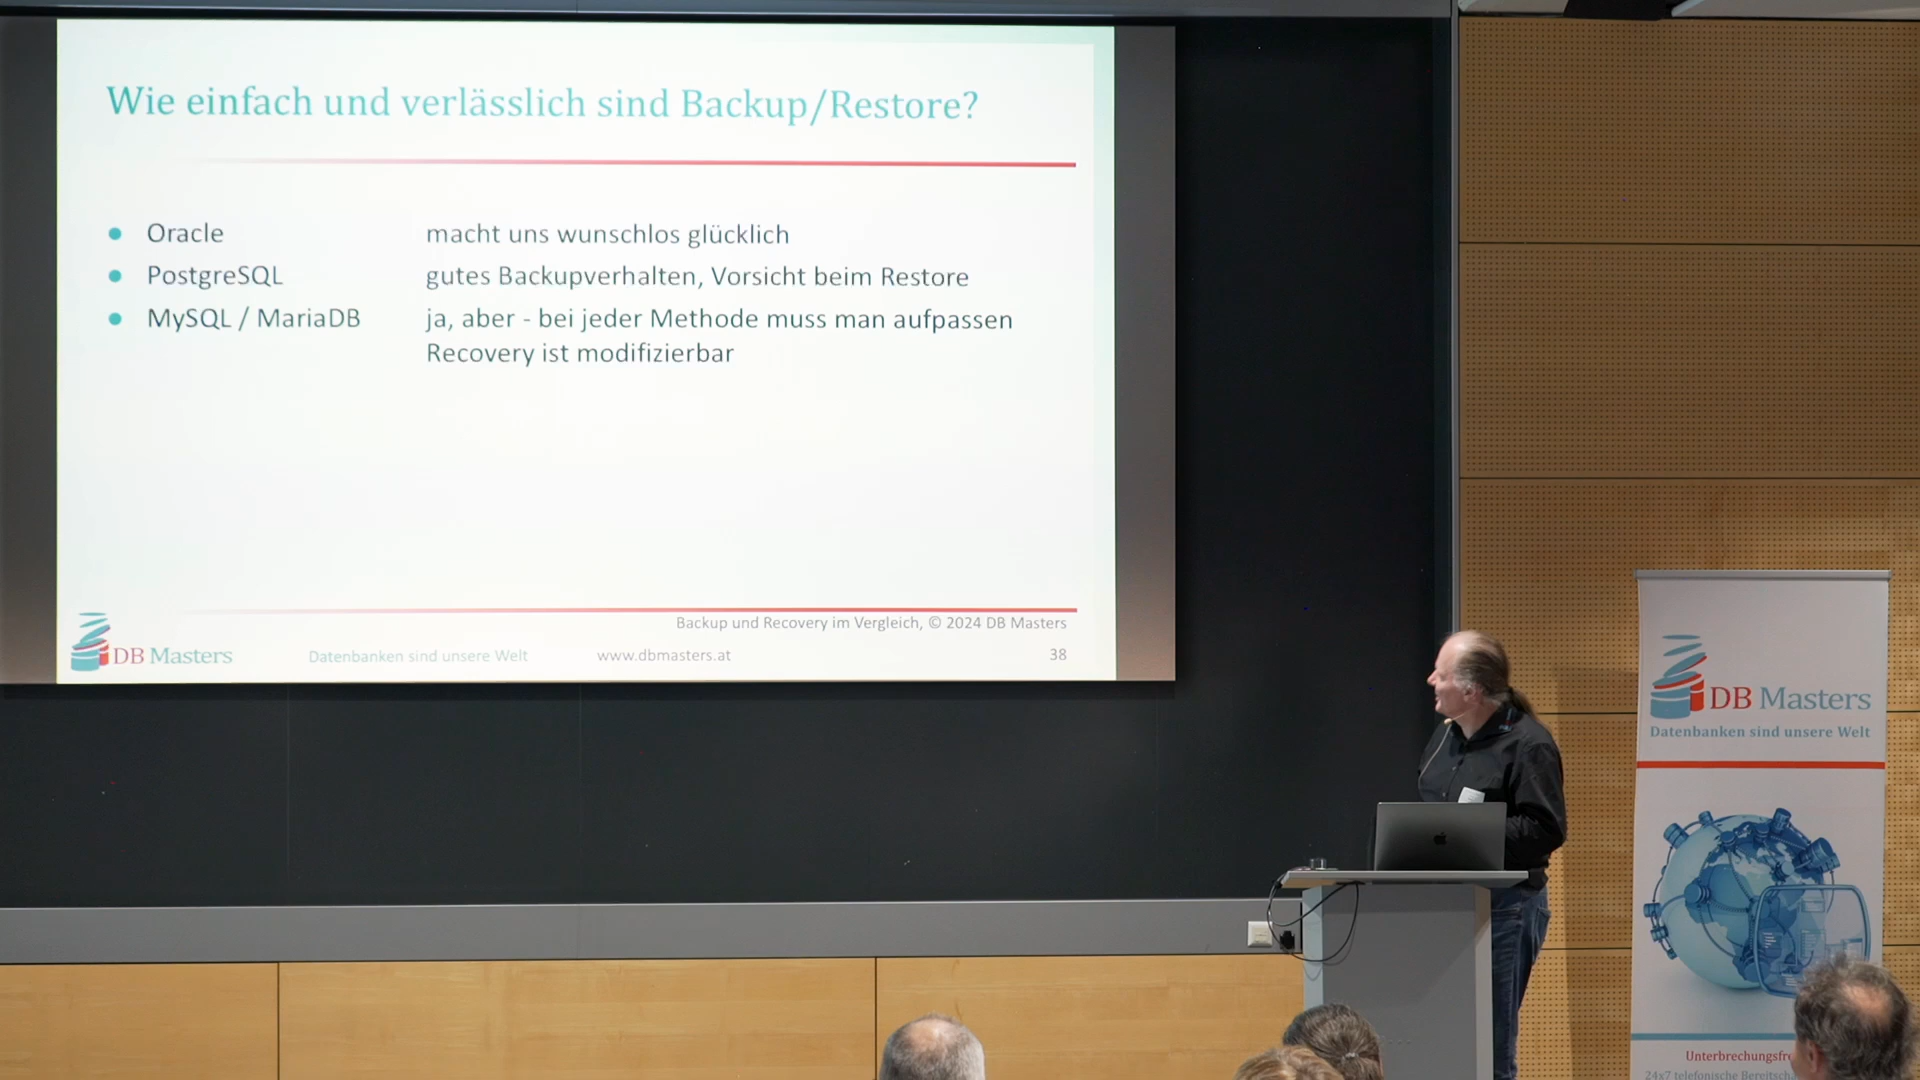 Wie einfach und verlässlich sind Backup/Restore?
● Oracle macht uns wunschlos glücklich
● PostgreSQL gutes Backupverhalten, Vorsicht beim Restore
● MySQL / MariaDB ja, aber - bei jeder Methode muss man aufpassen
Recovery ist modifizierbar
Backup und Recovery im Vergleich, © 2024 DB Masters
DB Masters Datenbanken sind unsere Welt www.dbmasters.at 38
DB Masters
Datenbanken sind unsere Welt
24x7 telefonische